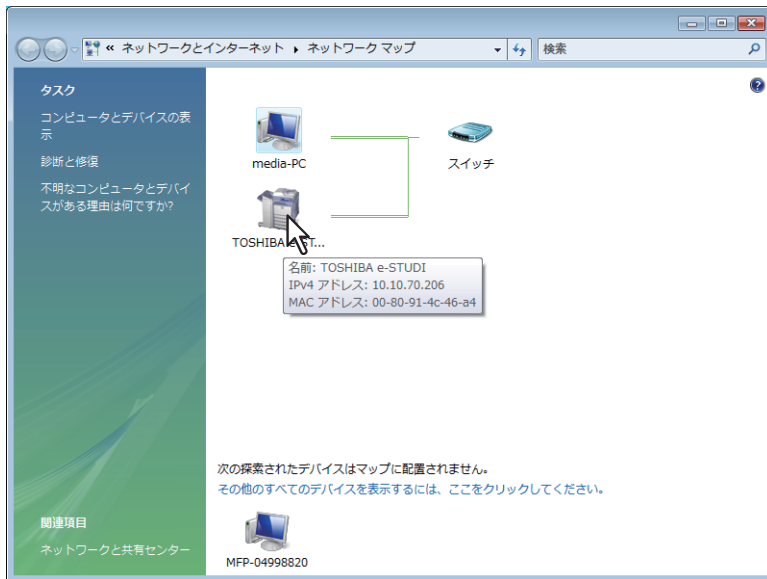 « ネットワークとインターネット ▸ ネットワーク マップ
検索
タスク
コンピュータとデバイスの表
示
診断と修復
不明なコンピュータとデバイ
スがある理由は何ですか?
media-PC
スイッチ
TOSHIBA e-ST...
名前: TOSHIBA e-STUDI
IPv4 アドレス: 10.10.70.206
MAC アドレス: 00-80-91-4c-46-a4
次の探索されたデバイスはマップに配置されません。
その他のすべてのデバイスを表示するには、ここをクリックしてください。
関連項目
ネットワークと共有センター
MFP-04998820